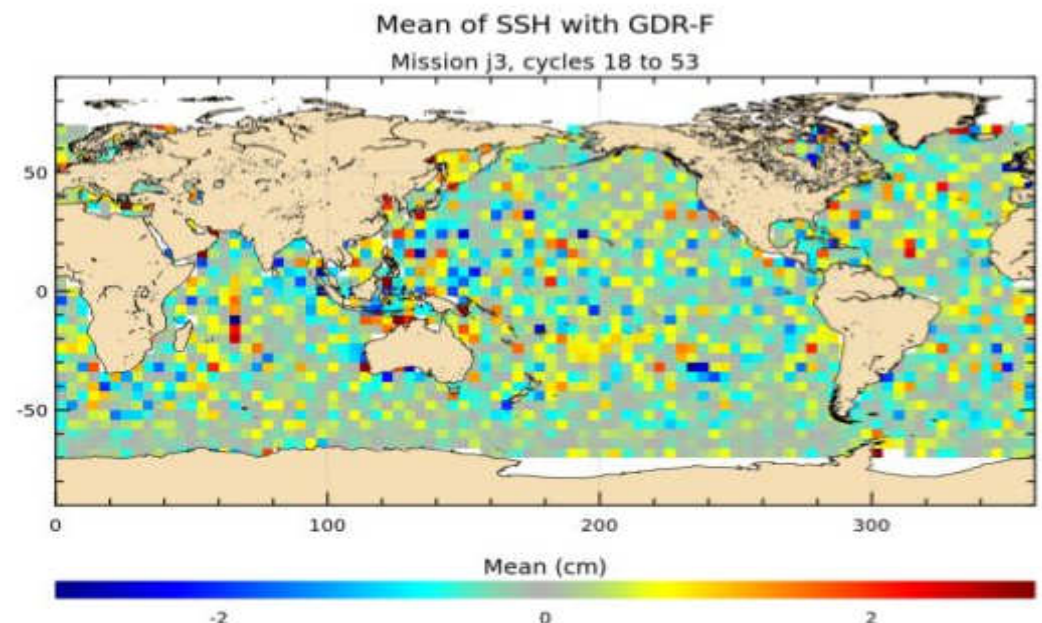 Mean of SSH with GDR-F
Mission j3, cycles 18 to 53
50
0
-50
0 100 200 300
Mean (cm)
-2 0 2